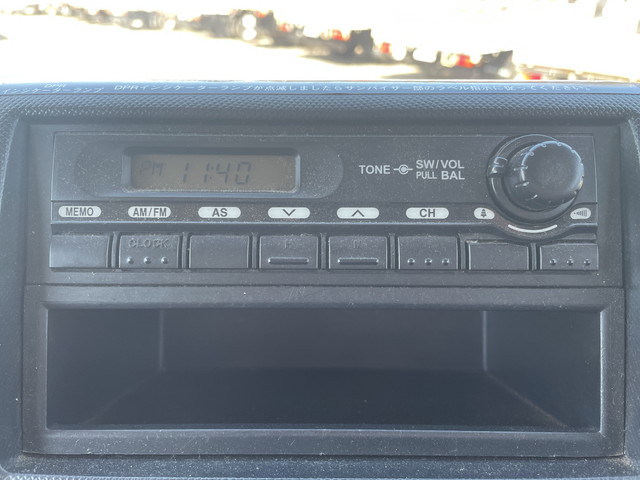 DPRインジケーターランプが点滅しましたらサンバイザー部のラベル指示に従ってください。
PM 11:40
TONE SW/VOL
PULL BAL
MEMO AM/FM AS CH
CLOCK